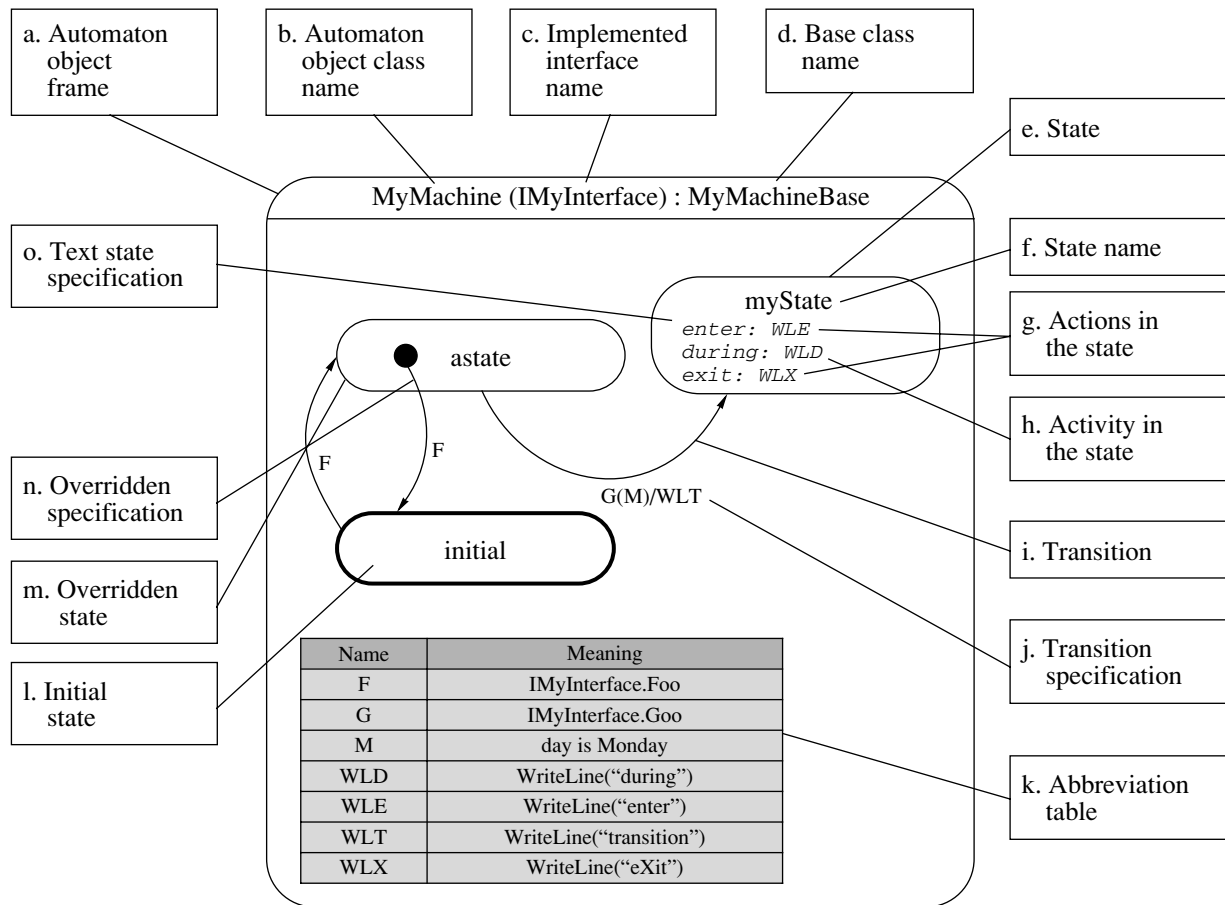 a. Automaton
object
frame
b. Automaton
object class
name
c. Implemented
interface
name
d. Base class
name
e. State
MyMachine (IMyInterface) : MyMachineBase
o. Text state
specification
f. State name
myState
enter: WLE
during: WLD
exit: WLX
g. Actions in
the state
astate
h. Activity in
the state
F
F
n. Overridden
specification
G(M)/WLT
initial
i. Transition
m. Overridden
state
j. Transition
specification
l. Initial
state
Name Meaning
F IMyInterface.Foo
G IMyInterface.Goo
M day is Monday
WLD WriteLine(“during”)
WLE WriteLine(“enter”)
WLT WriteLine(“transition”)
WLX WriteLine(“eXit”)
k. Abbreviation
table